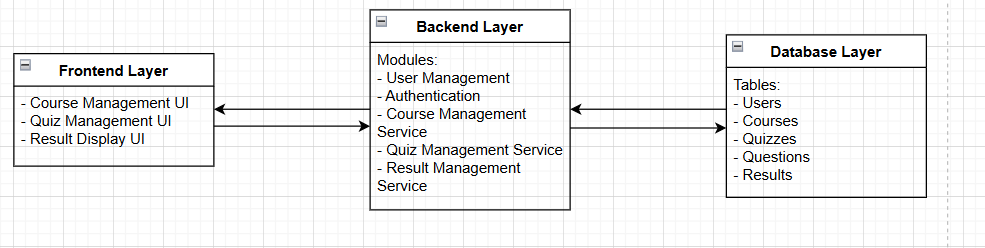 Frontend Layer
- Course Management UI
- Quiz Management UI
- Result Display UI
Backend Layer
Modules:
- User Management
- Authentication
- Course Management
Service
- Quiz Management Service
- Result Management
Service
Database Layer
Tables:
- Users
- Courses
- Quizzes
- Questions
- Results